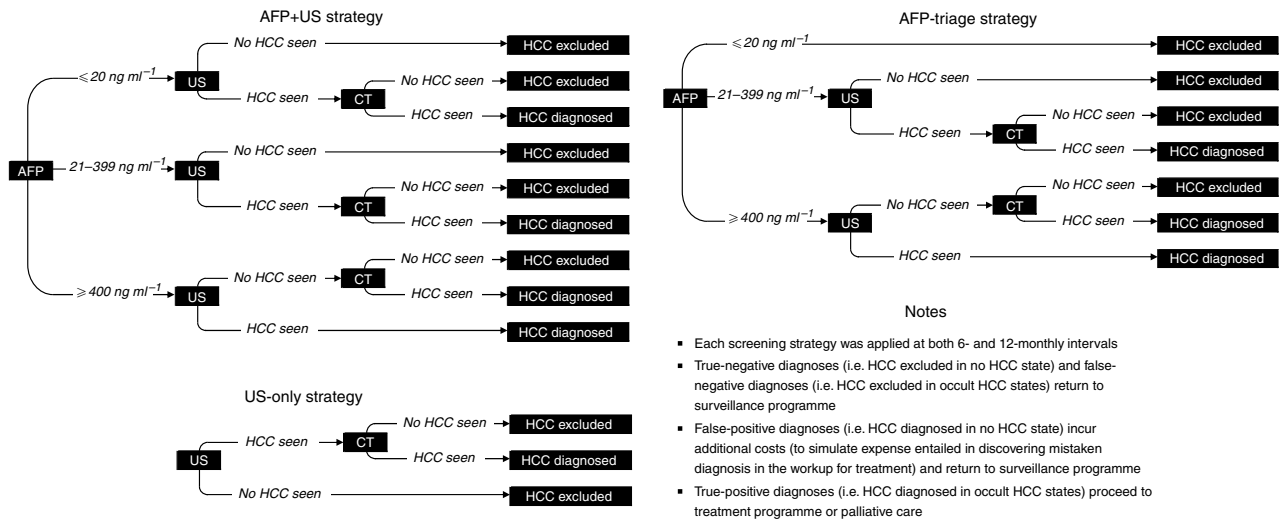 AFP+US strategy
No HCC seen
HCC excluded
≤20 ng ml⁻¹
US
No HCC seen
HCC excluded
HCC seen
CT
HCC seen
HCC diagnosed
No HCC seen
HCC excluded
AFP
21–399 ng ml⁻¹
US
No HCC seen
HCC excluded
HCC seen
CT
HCC seen
HCC diagnosed
No HCC seen
HCC excluded
No HCC seen
CT
≥400 ng ml⁻¹
US
HCC seen
HCC diagnosed
HCC seen
HCC diagnosed
US-only strategy
No HCC seen
HCC excluded
HCC seen
CT
US
HCC seen
HCC diagnosed
No HCC seen
HCC excluded
AFP-triage strategy
≤20 ng ml⁻¹
HCC excluded
No HCC seen
HCC excluded
AFP
21–399 ng ml⁻¹
US
No HCC seen
HCC excluded
HCC seen
CT
HCC seen
HCC diagnosed
No HCC seen
HCC excluded
No HCC seen
CT
≥400 ng ml⁻¹
US
HCC seen
HCC diagnosed
HCC seen
HCC diagnosed
Notes
▪ Each screening strategy was applied at both 6- and 12-monthly intervals
▪ True-negative diagnoses (i.e. HCC excluded in no HCC state) and false-
negative diagnoses (i.e. HCC excluded in occult HCC states) return to
surveillance programme
▪ False-positive diagnoses (i.e. HCC diagnosed in no HCC state) incur
additional costs (to simulate expense entailed in discovering mistaken
diagnosis in the workup for treatment) and return to surveillance programme
▪ True-positive diagnoses (i.e. HCC diagnosed in occult HCC states) proceed to
treatment programme or palliative care